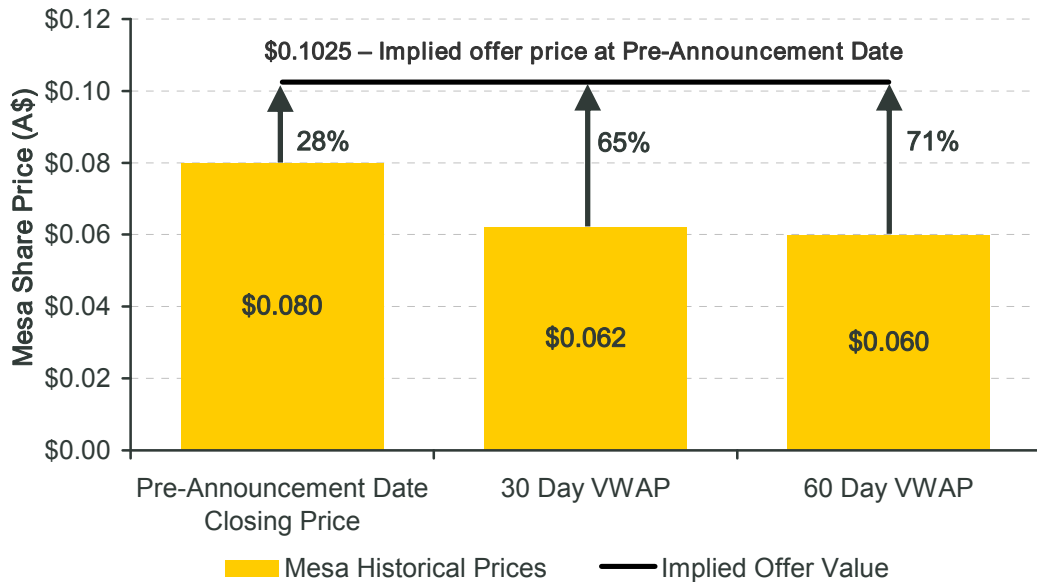 Mesa Share Price (A$)
$0.12
$0.10
$0.08
$0.06
$0.04
$0.02
$0.00
$0.1025 – Implied offer price at Pre-Announcement Date
28%
65%
71%
$0.080
$0.062
$0.060
Pre-Announcement Date
Closing Price
30 Day VWAP
60 Day VWAP
Mesa Historical Prices
Implied Offer Value